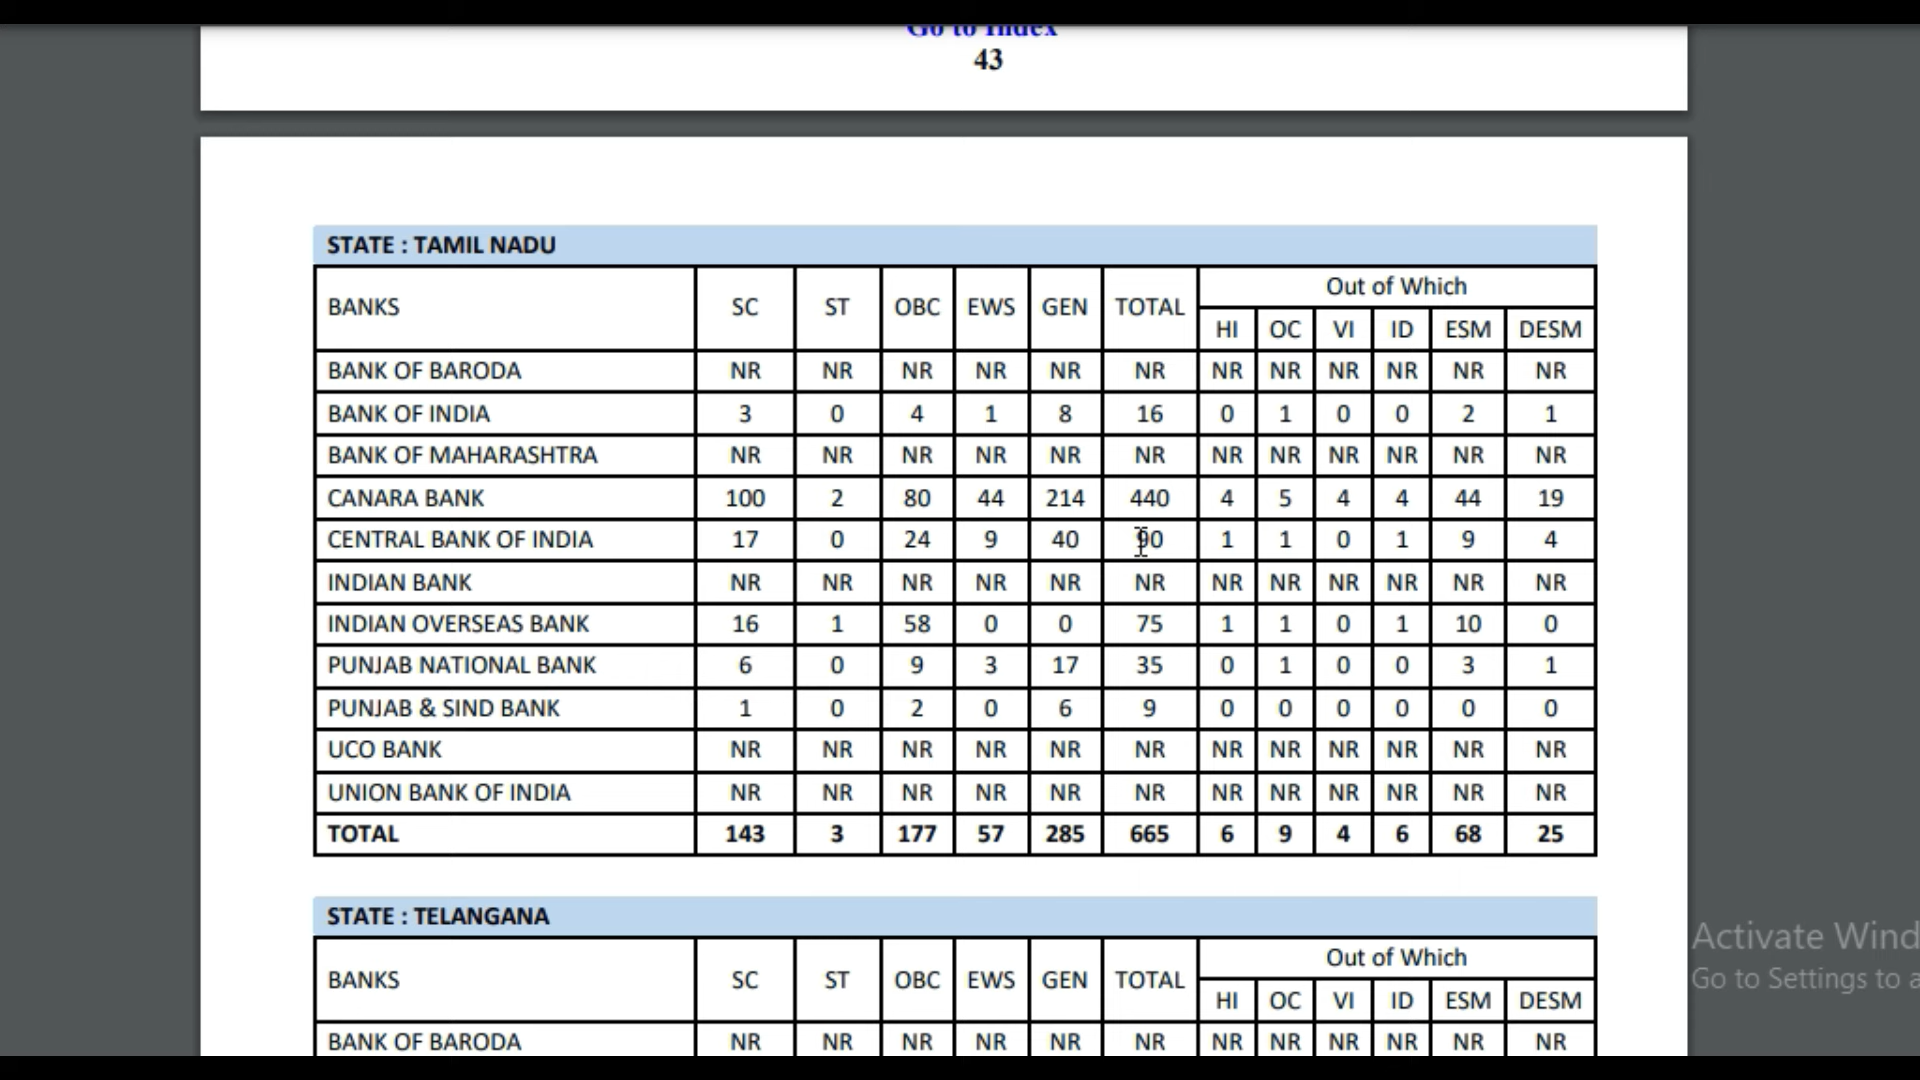 Go to Index
43
STATE : TAMIL NADU
BANKS SC ST OBC EWS GEN TOTAL Out of Which
HI OC VI ID ESM DESM
BANK OF BARODA NR NR NR NR NR NR NR NR NR NR NR NR
BANK OF INDIA 3 0 4 1 8 16 0 1 0 0 2 1
BANK OF MAHARASHTRA NR NR NR NR NR NR NR NR NR NR NR NR
CANARA BANK 100 2 80 44 214 440 4 5 4 4 44 19
CENTRAL BANK OF INDIA 17 0 24 9 40 90 1 1 0 1 9 4
INDIAN BANK NR NR NR NR NR NR NR NR NR NR NR NR
INDIAN OVERSEAS BANK 16 1 58 0 0 75 1 1 0 1 10 0
PUNJAB NATIONAL BANK 6 0 9 3 17 35 0 1 0 0 3 1
PUNJAB & SIND BANK 1 0 2 0 6 9 0 0 0 0 0 0
UCO BANK NR NR NR NR NR NR NR NR NR NR NR NR
UNION BANK OF INDIA NR NR NR NR NR NR NR NR NR NR NR NR
TOTAL 143 3 177 57 285 665 6 9 4 6 68 25
STATE : TELANGANA
BANKS SC ST OBC EWS GEN TOTAL Out of Which
HI OC VI ID ESM DESM
BANK OF BARODA NR NR NR NR NR NR NR NR NR NR NR NR
Activate Wind
Go to Settings to a